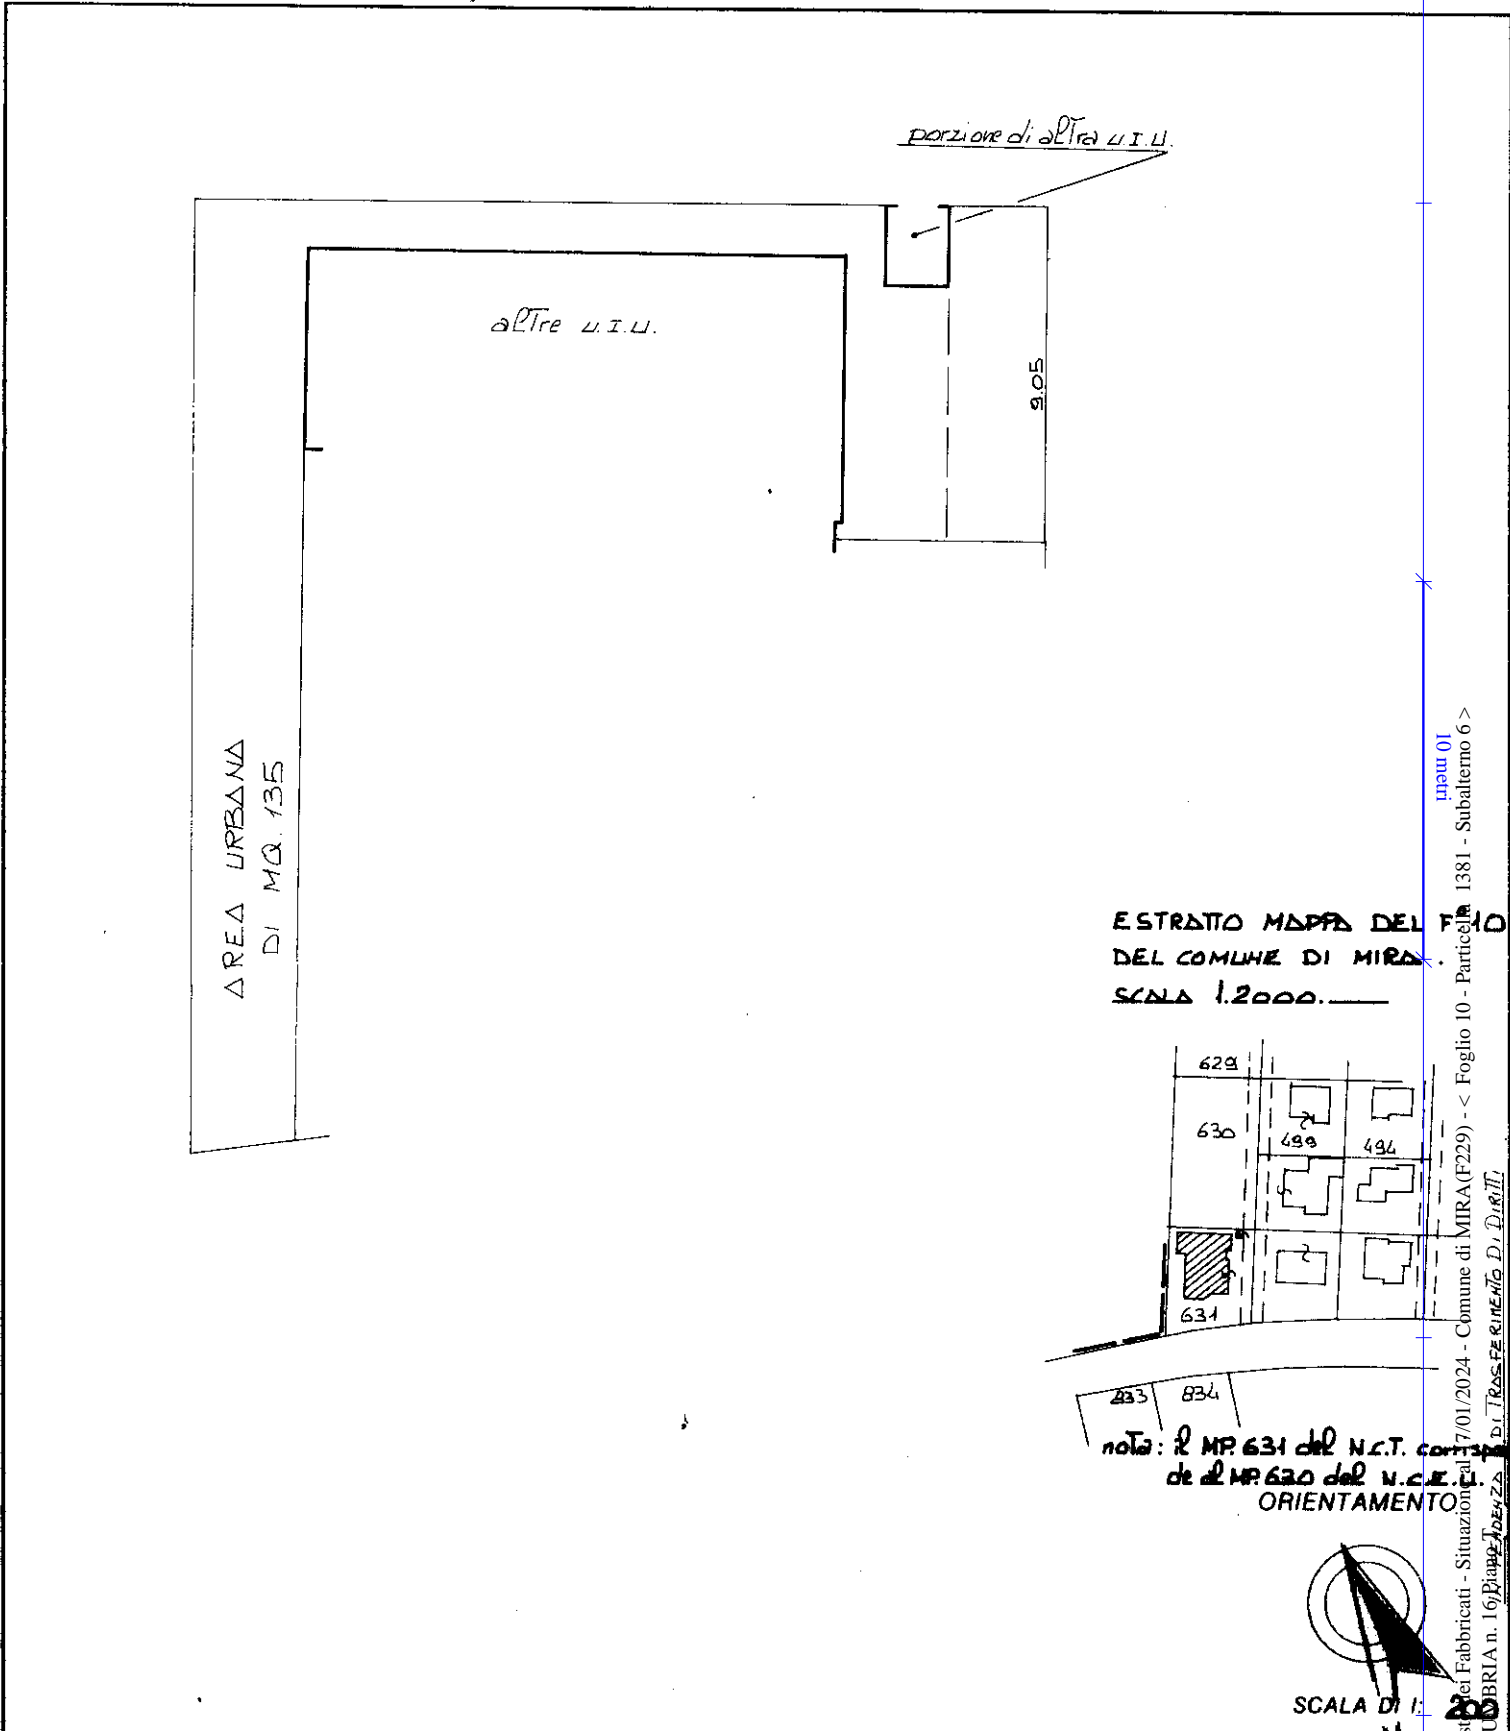 porzione di altra u.I.u.
altre u.I.u.
9.05
AREA URBANA
DI MQ. 135
10 metri
ESTRATTO MAPPA DEL F° 10
DEL COMUNE DI MIRA.
SCALA 1:2000.
629
630
499
494
631
833
834
nota: il MP. 631 del N.C.T. corrispo
de al MP. 630 del N.C.E.U.
ORIENTAMENTO
SCALA DI 1: 200
N
dei Fabbricati - Situazione al 17/01/2024 - Comune di MIRA(F229) - < Foglio 10 - Particella 1381 - Subalterno 6 >
UMBRIA n. 16 Piano T
DI TRASFERIMENTO DI DIRITTI